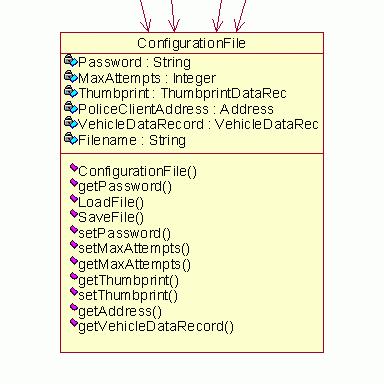 ConfigurationFile
Password : String
MaxAttempts : Integer
Thumbprint : ThumbprintDataRec
PoliceClientAddress : Address
VehicleDataRecord : VehicleDataRec
Filename : String
ConfigurationFile()
getPassword()
LoadFile()
SaveFile()
setPassword()
setMaxAttempts()
getMaxAttempts()
getThumbprint()
setThumbprint()
getAddress()
getVehicleDataRecord()